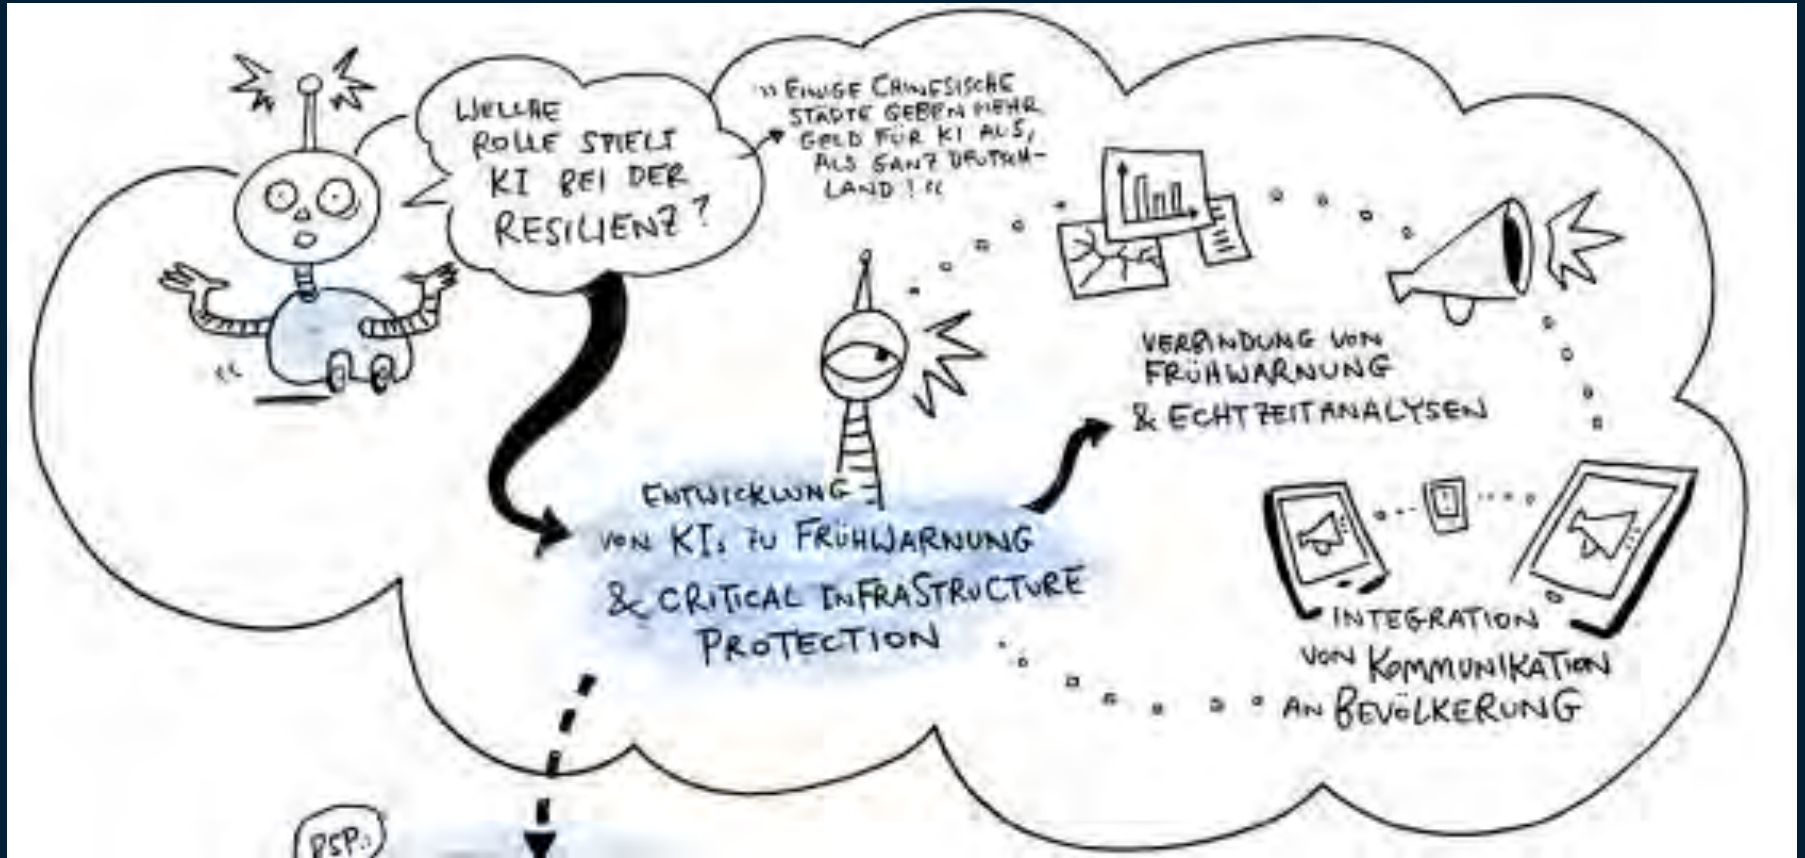 WELCHE
ROLLE SPIELT
KI BEI DER
RESILIENZ?
"EINIGE CHINESISCHE
STÄDTE GEBEN MEHR
GELD FÜR KI AUS,
ALS GANZ DEUTSCH-
LAND!"
VERBINDUNG VON
FRÜHWARNUNG
& ECHTZEITANALYSEN
ENTWICKLUNG
VON KIs ZU FRÜHWARNUNG
& CRITICAL INFRASTRUCTURE
PROTECTION
INTEGRATION
VON KOMMUNIKATION
AN BEVÖLKERUNG
BSP.: